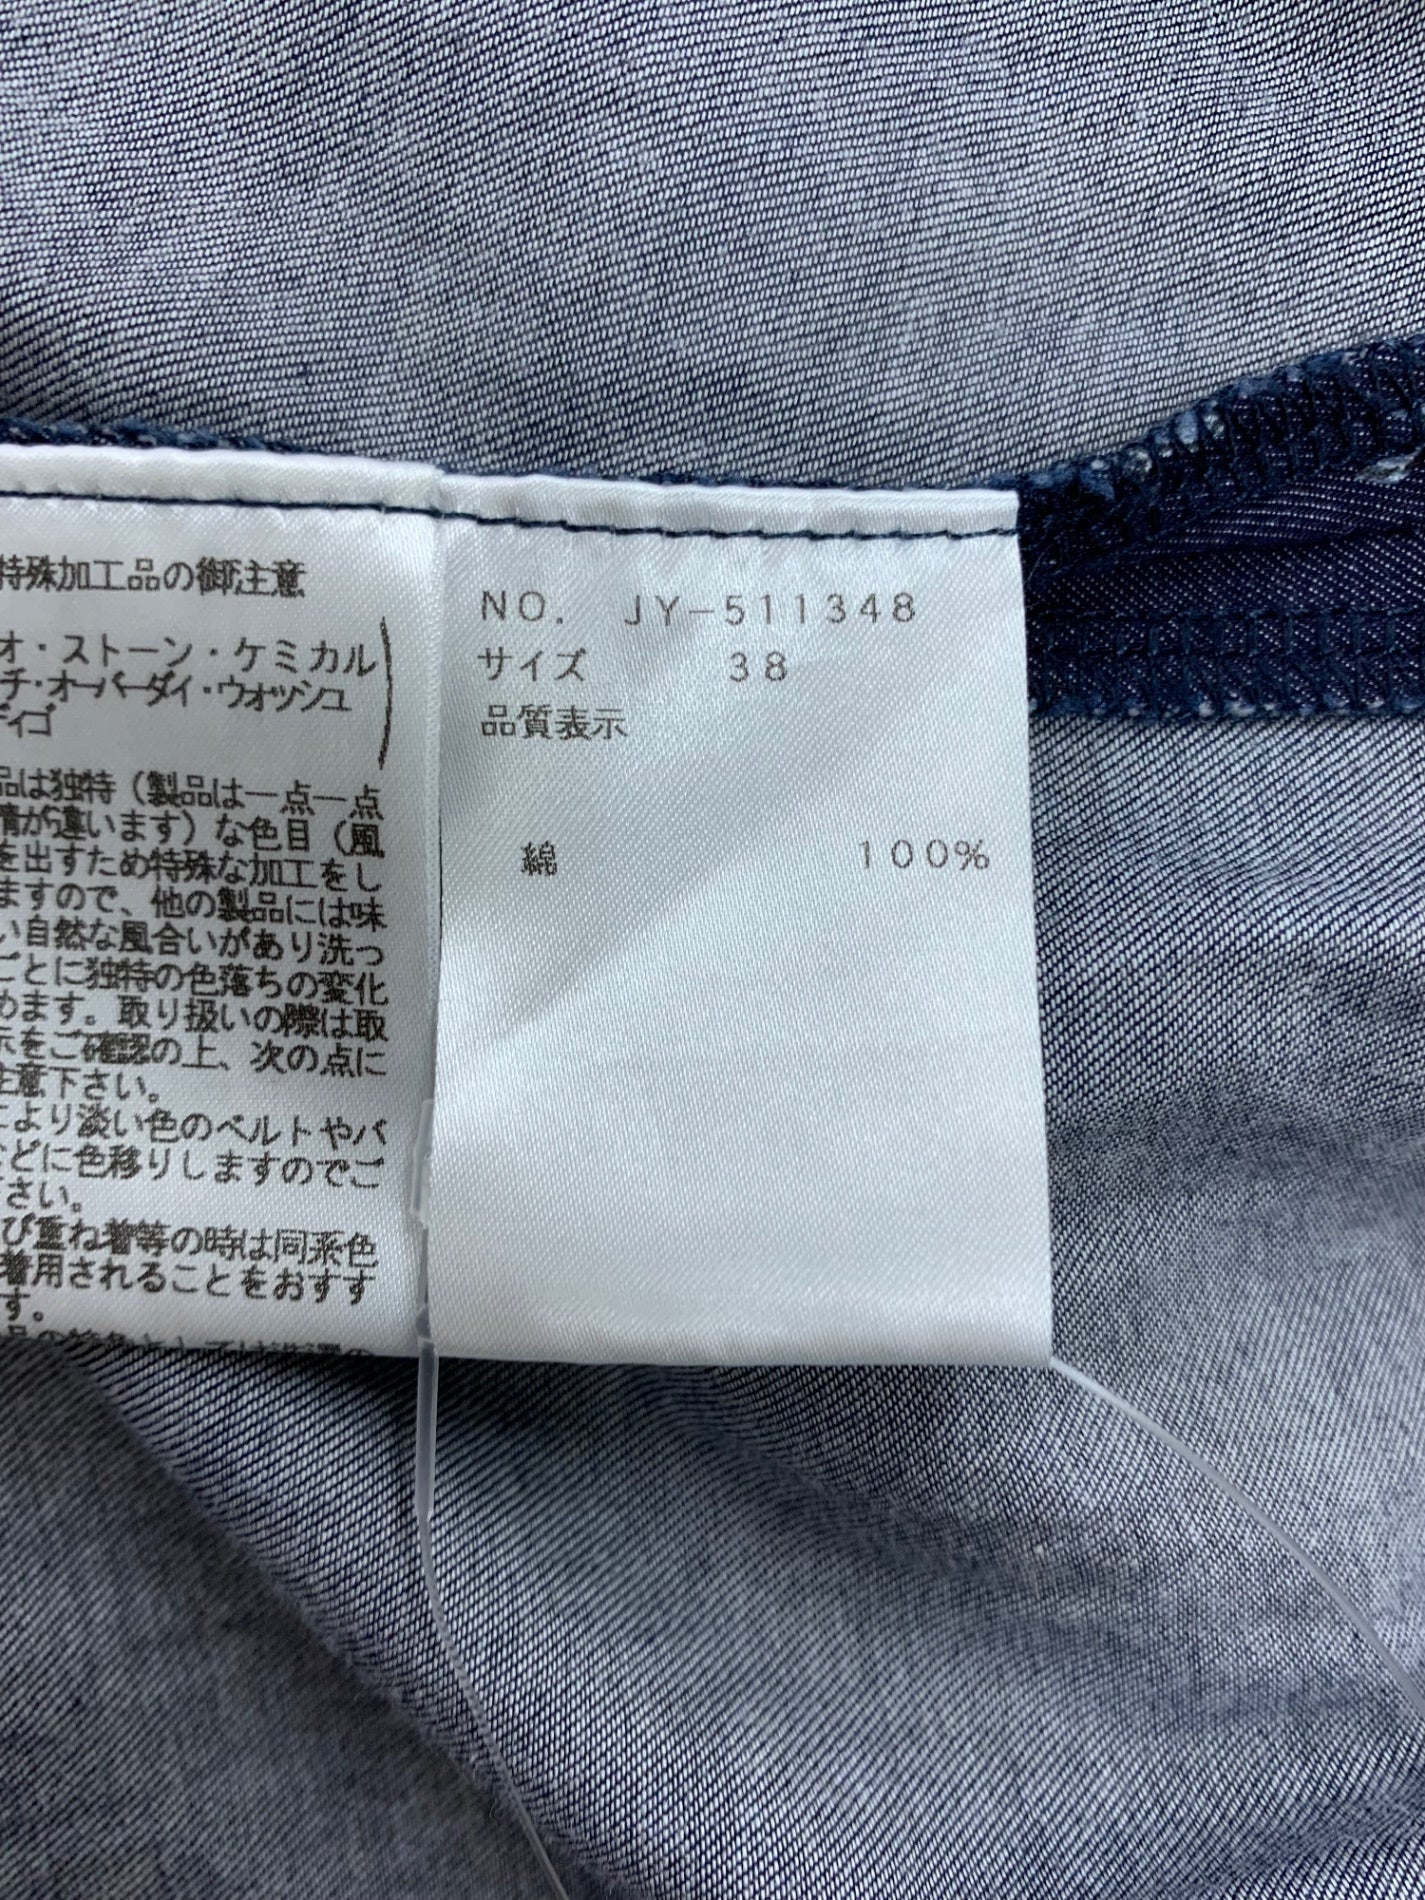 特殊加工品の御注意
オ・ストーン・ケミカル
チ・オーバーダイ・ウォッシュ
ディゴ
品は独特（製品は一点一点
情が違います）な色目（風
を出すため特殊な加工をし
ますので、他の製品には味
い自然な風合いがあり洗っ
ごとに独特の色落ちの変化
めます。取り扱いの際は取
示をご確認の上、次の点に
注意下さい。
により淡い色のベルトやバ
などに色移りしますのでご
ださい。
び重ね着等の時は同系色
着用されることをおすす
す。
NO. JY-511348
サイズ 38
品質表示
綿 100%